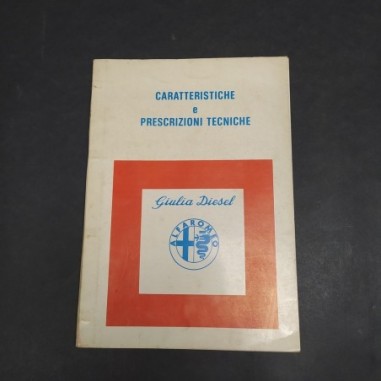 CARATTERISTICHE
e
PRESCRIZIONI TECNICHE
Giulia Diesel
ALFA ROMEO